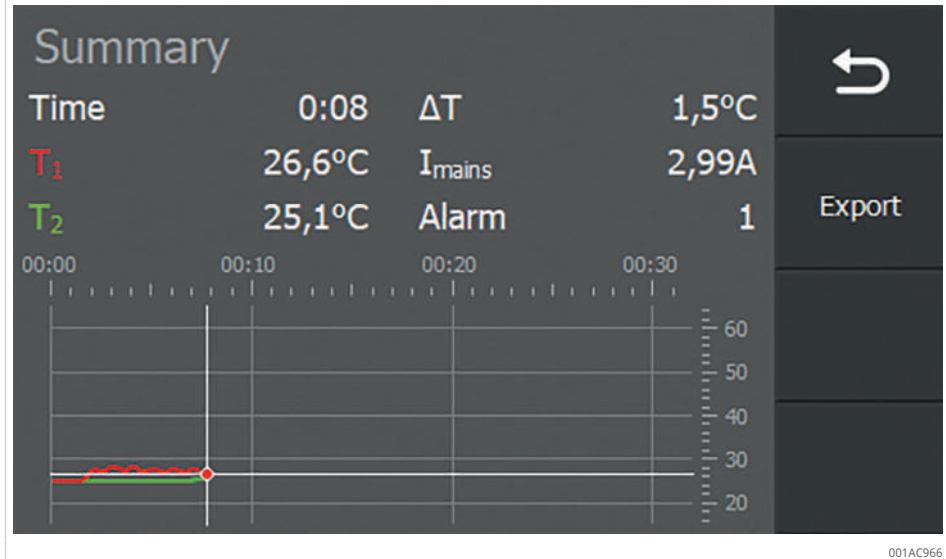 Summary
Time 0:08 ΔT 1,5°C
T1 26,6°C Imains 2,99A
T2 25,1°C Alarm 1
Export
00:00 00:10 00:20 00:30
60
50
40
30
20
001AC966